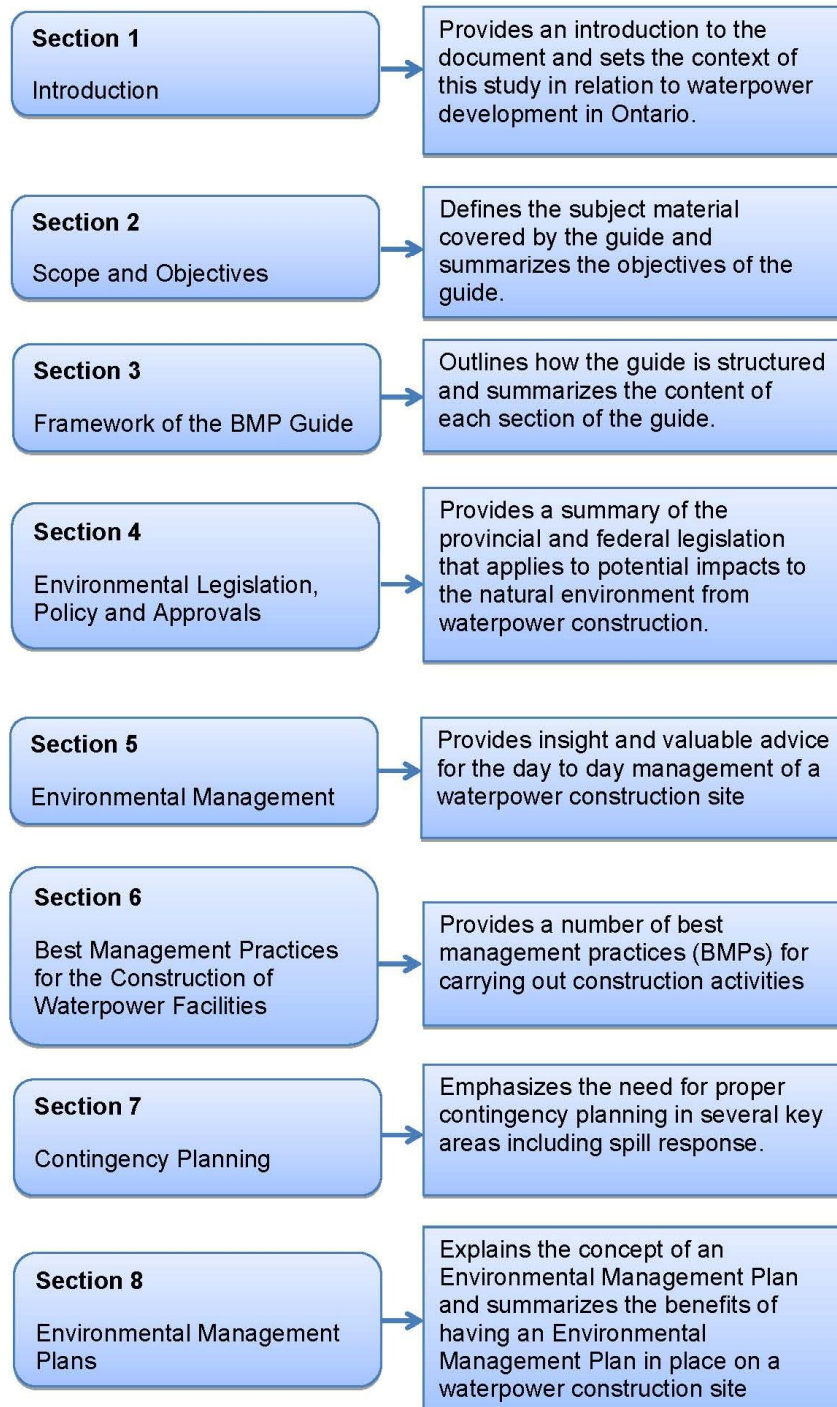 Section 1
Introduction
Provides an introduction to the
document and sets the context of
this study in relation to waterpower
development in Ontario.
Section 2
Scope and Objectives
Defines the subject material
covered by the guide and
summarizes the objectives of the
guide.
Section 3
Framework of the BMP Guide
Outlines how the guide is structured
and summarizes the content of
each section of the guide.
Section 4
Environmental Legislation,
Policy and Approvals
Provides a summary of the
provincial and federal legislation
that applies to potential impacts to
the natural environment from
waterpower construction.
Section 5
Environmental Management
Provides insight and valuable advice
for the day to day management of a
waterpower construction site
Section 6
Best Management Practices
for the Construction of
Waterpower Facilities
Provides a number of best
management practices (BMPs) for
carrying out construction activities
Section 7
Contingency Planning
Emphasizes the need for proper
contingency planning in several key
areas including spill response.
Section 8
Environmental Management
Plans
Explains the concept of an
Environmental Management Plan
and summarizes the benefits of
having an Environmental
Management Plan in place on a
waterpower construction site